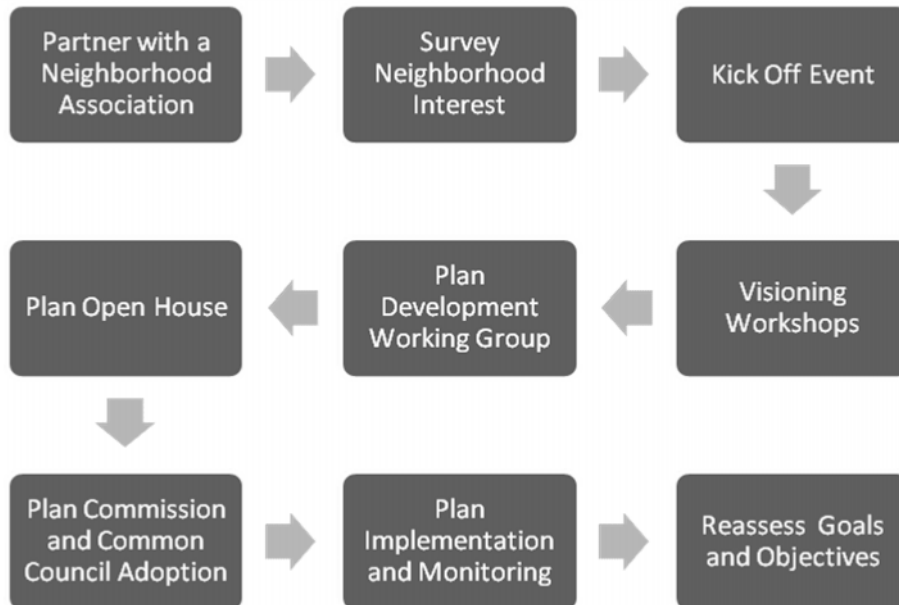 Partner with a
Neighborhood
Association
Survey
Neighborhood
Interest
Kick Off Event
Visioning
Workshops
Plan
Development
Working Group
Plan Open House
Plan Commission
and Common
Council Adoption
Plan
Implementation
and Monitoring
Reassess Goals
and Objectives